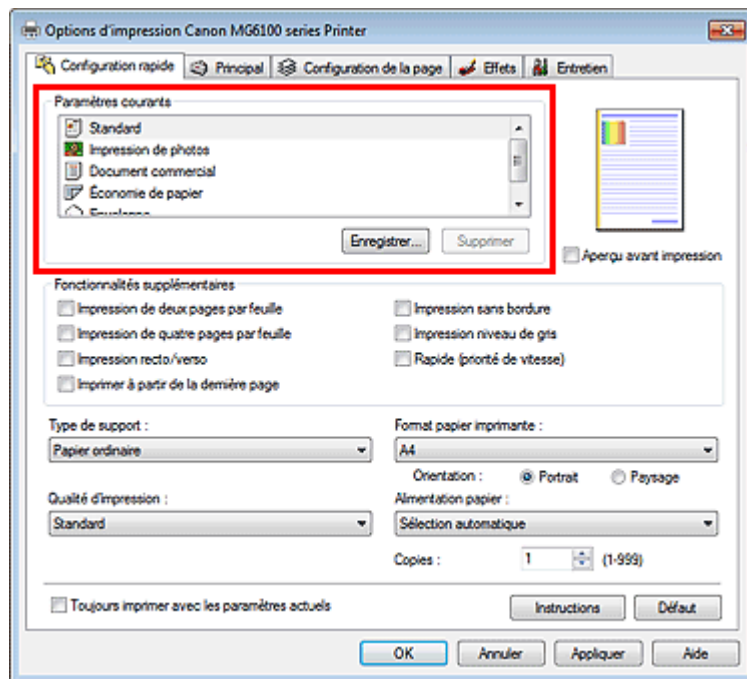 Options d'impression Canon MG6100 series Printer
Configuration rapide Principal Configuration de la page Effets Entretien
Paramètres courants
Standard
Impression de photos
Document commercial
Économie de papier
Enveloppe
Enregistrer... Supprimer
Aperçu avant impression
Fonctionnalités supplémentaires
Impression de deux pages par feuille Impression sans bordure
Impression de quatre pages par feuille Impression niveau de gris
Impression recto/verso Rapide (priorité de vitesse)
Imprimer à partir de la dernière page
Type de support : Format papier imprimante :
Papier ordinaire A4
Orientation : Portrait Paysage
Qualité d'impression : Alimentation papier :
Standard Sélection automatique
Copies : 1 (1-999)
Toujours imprimer avec les paramètres actuels Instructions Défaut
OK Annuler Appliquer Aide